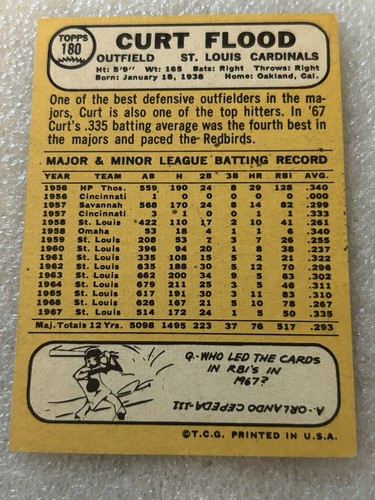 TOPPS
180
CURT FLOOD
OUTFIELD ST. LOUIS CARDINALS
Ht: 5'9" Wt: 165 Bats: Right Throws: Right
Born: January 18, 1938 Home: Oakland, Cal.
One of the best defensive outfielders in the ma-
jors, Curt is also one of the top hitters. In '67
Curt's .335 batting average was the fourth best in
the majors and paced the Redbirds.
MAJOR & MINOR LEAGUE BATTING RECORD
YEAR TEAM AB H 2B 3B HR RBI AVG.
1956 HP Thos. 559 190 24 8 29 128 .340
1956 Cincinnati 1 0 0 0 0 0 .000
1957 Savannah 568 170 24 8 14 82 .299
1957 Cincinnati 3 1 0 0 1 1 .333
1958 St. Louis 422 110 17 2 10 41 .261
1958 Omaha 53 18 4 1 1 6 .340
1959 St. Louis 208 53 7 3 7 26 .255
1960 St. Louis 396 94 20 1 8 38 .237
1961 St. Louis 335 108 15 5 2 21 .322
1962 St. Louis 635 188 30 5 12 70 .296
1963 St. Louis 662 200 34 9 5 63 .302
1964 St. Louis 679 211 25 3 5 46 .311
1965 St. Louis 617 191 30 3 11 83 .310
1966 St. Louis 626 167 21 5 10 78 .267
1967 St. Louis 514 172 24 1 5 50 .335
Maj. Totals 12 Yrs. 5098 1495 223 37 76 517 .293
Q-WHO LED THE CARDS
IN RBI'S IN
1967?
A-ORLANDO CEPEDA-111
©T.C.G. PRINTED IN U.S.A.